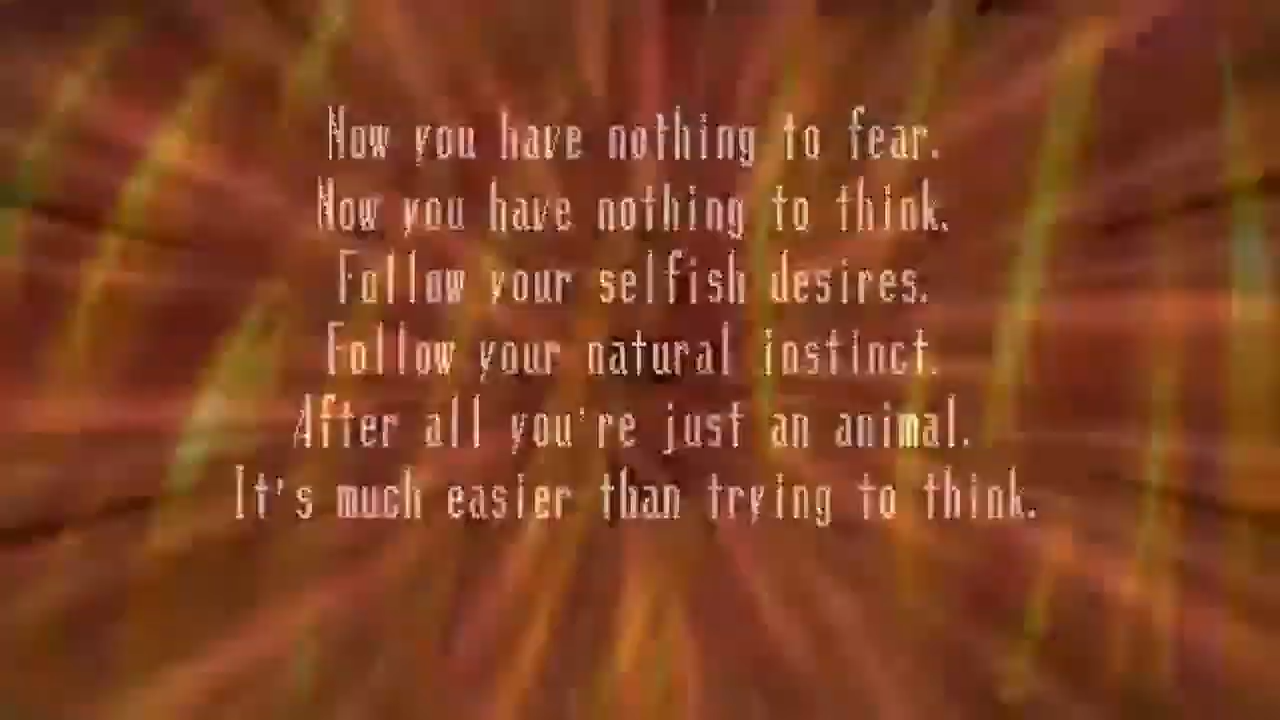 Now you have nothing to fear.
Now you have nothing to think.
Follow your selfish desires.
Follow your natural instinct.
After all you're just an animal.
It's much easier than trying to think.